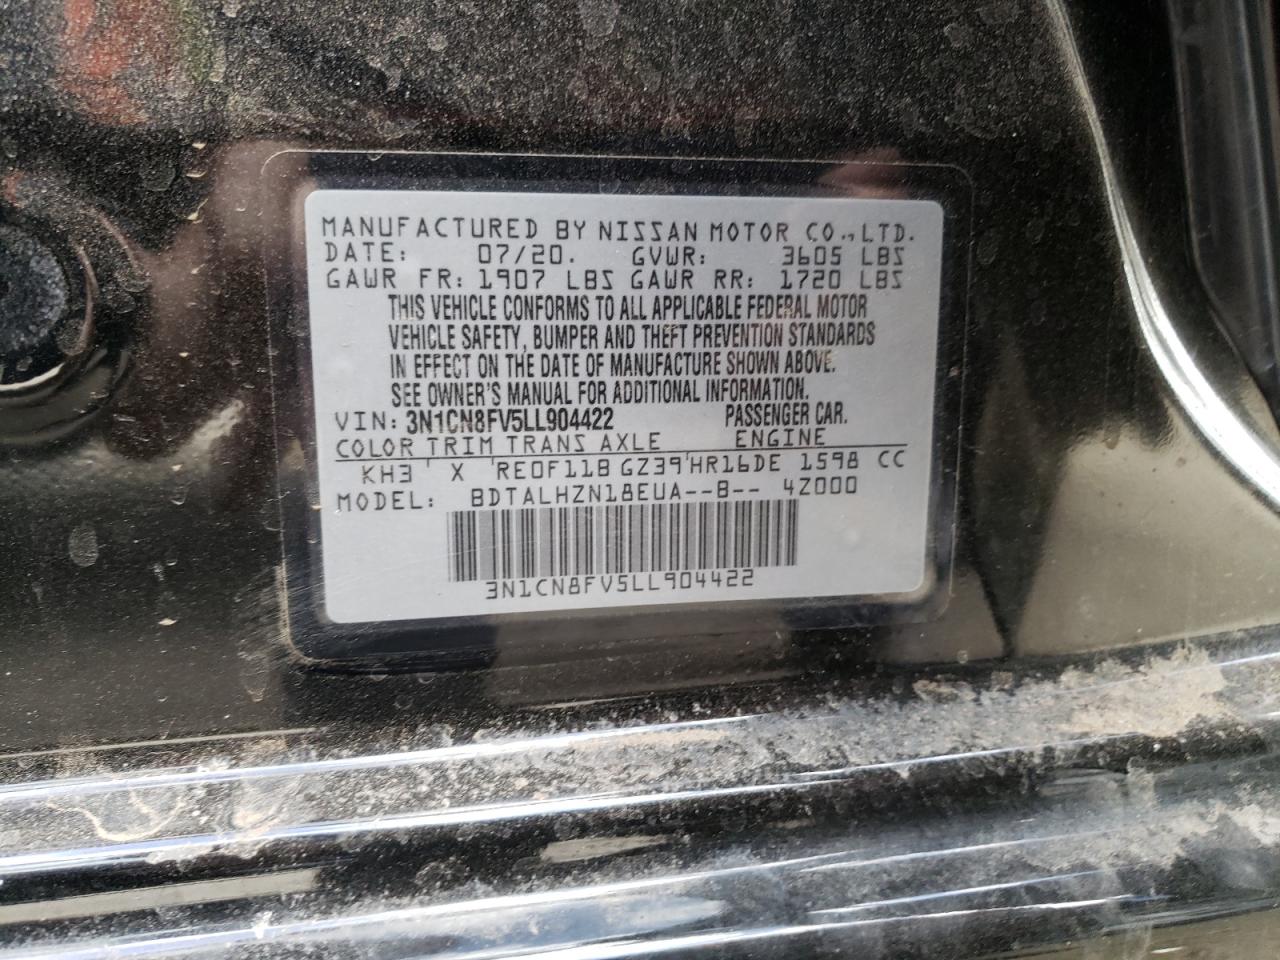 MANUFACTURED BY NISSAN MOTOR CO., LTD.
DATE: 07/20. GVWR: 3605 LBS
GAWR FR: 1907 LBS GAWR RR: 1720 LBS
THIS VEHICLE CONFORMS TO ALL APPLICABLE FEDERAL MOTOR
VEHICLE SAFETY, BUMPER AND THEFT PREVENTION STANDARDS
IN EFFECT ON THE DATE OF MANUFACTURE SHOWN ABOVE.
SEE OWNER'S MANUAL FOR ADDITIONAL INFORMATION.
VIN: 3N1CN8FV5LL904422 PASSENGER CAR.
COLOR TRIM TRANS AXLE ENGINE
KH3 ' X 'RE0F11B GZ39'HR16DE 1598 CC
MODEL: BDTALHZN18EUA--B-- 4Z000
3N1CN8FV5LL904422